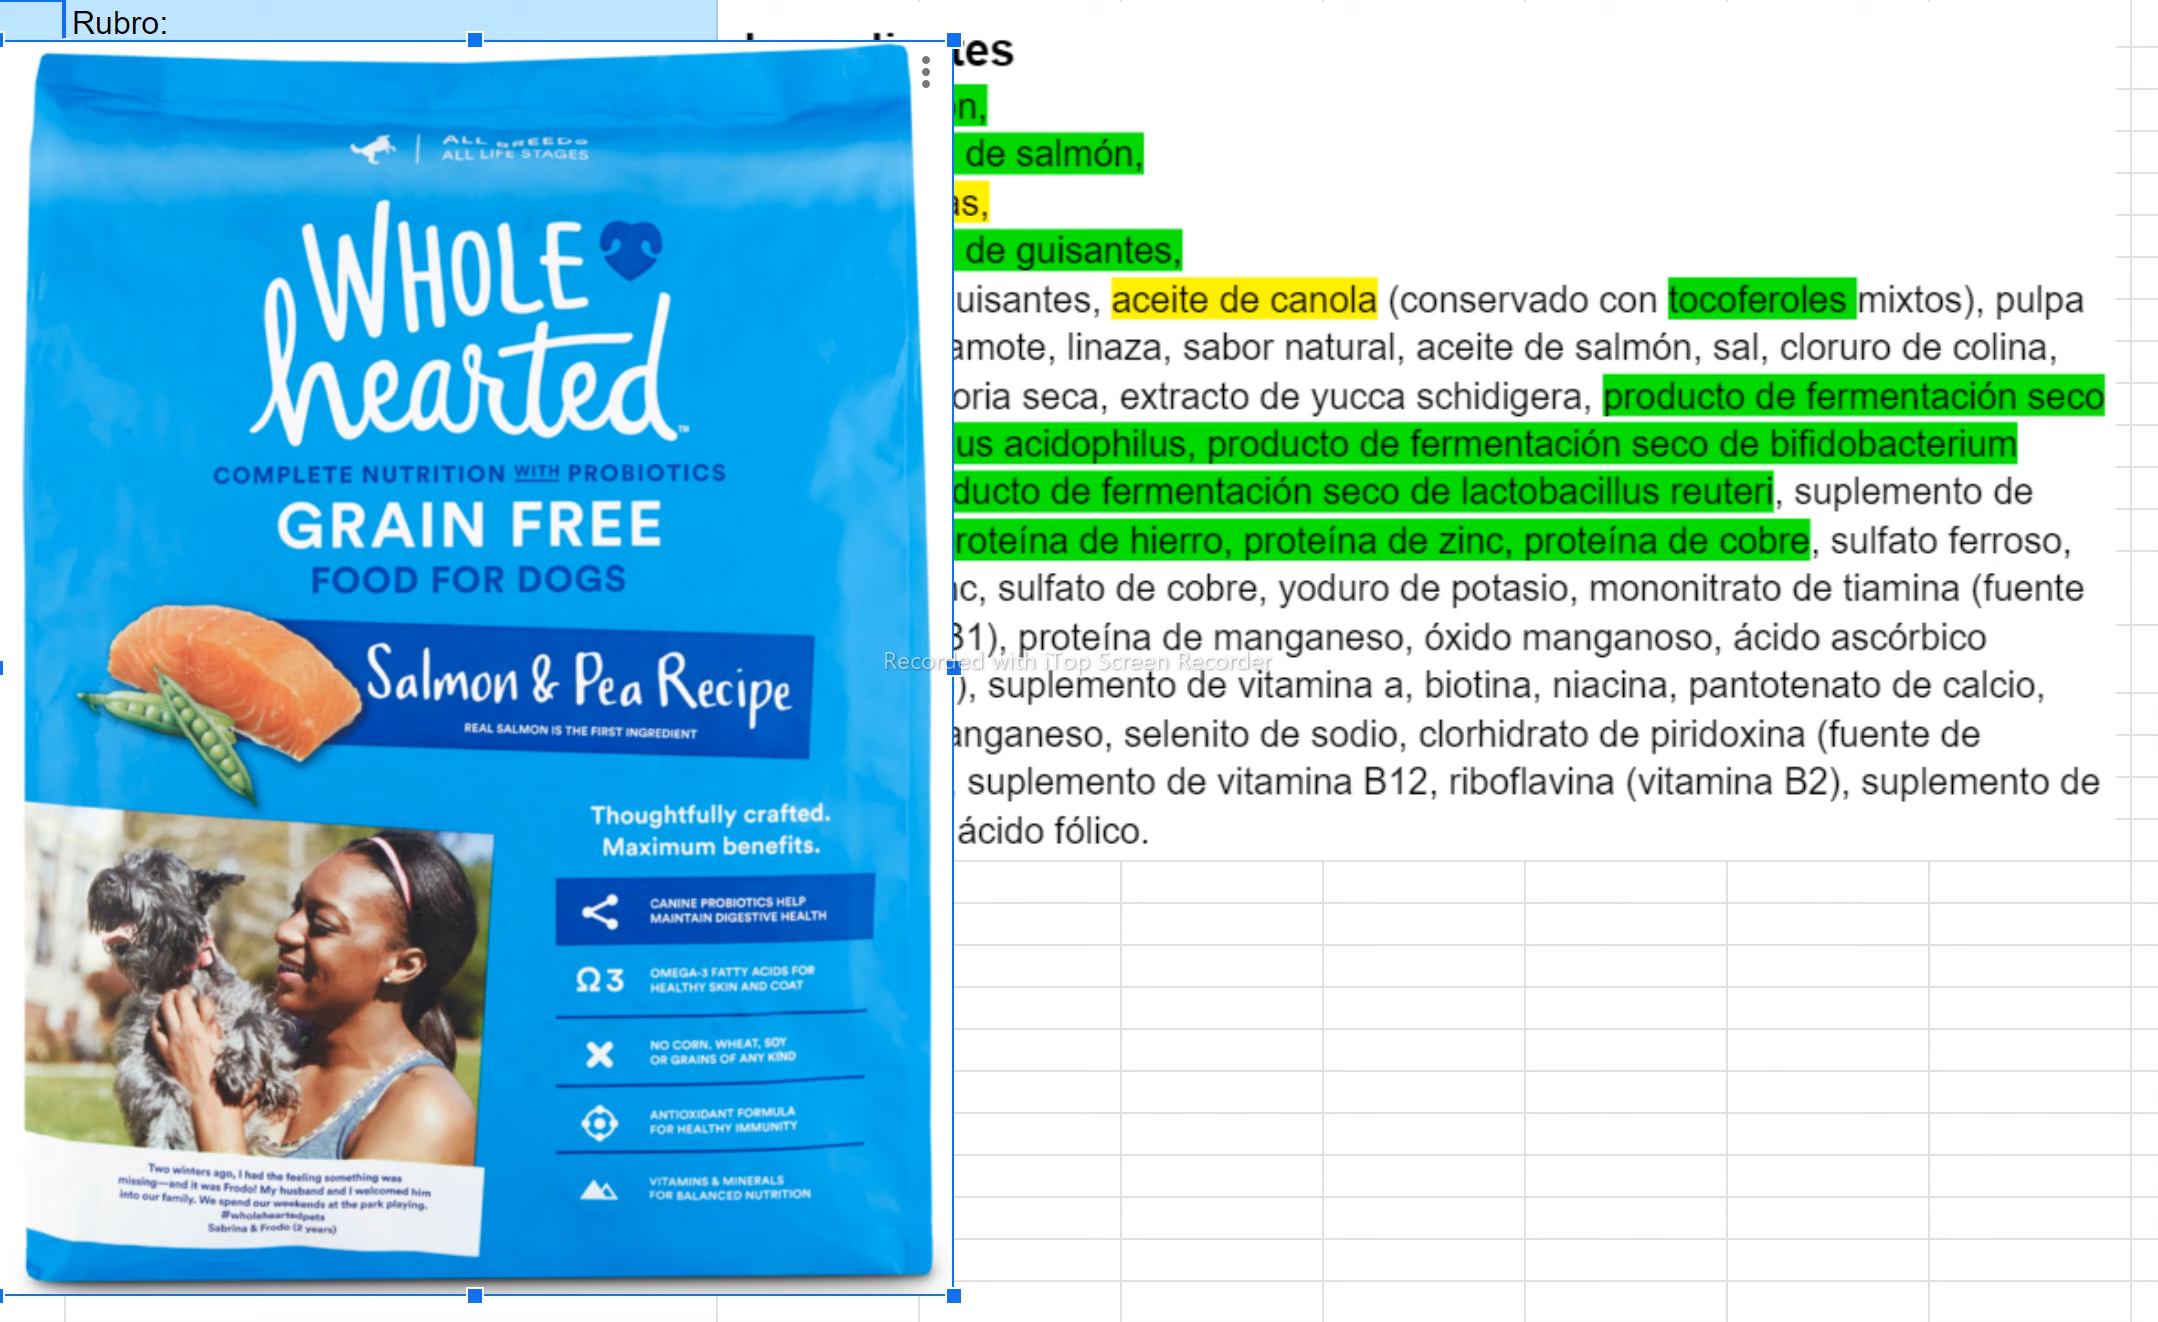 Rubro:
ALL BREEDS
ALL LIFE STAGES
WHOLE
hearted™
COMPLETE NUTRITION WITH PROBIOTICS
GRAIN FREE
FOOD FOR DOGS
Salmon & Pea Recipe
REAL SALMON IS THE FIRST INGREDIENT
Thoughtfully crafted.
Maximum benefits.
CANINE PROBIOTICS HELP
MAINTAIN DIGESTIVE HEALTH
Ω3
OMEGA-3 FATTY ACIDS FOR
HEALTHY SKIN AND COAT
NO CORN, WHEAT, SOY
OR GRAINS OF ANY KIND
ANTIOXIDANT FORMULA
FOR HEALTHY IMMUNITY
VITAMINS & MINERALS
FOR BALANCED NUTRITION
Two winters ago, I had the feeling something was
missing—and it was Frodo! My husband and I welcomed him
into our family. We spend our weekends at the park playing.
#wholeheartedpets
Sabrina & Frodo (2 years)
tes
n,
de salmón,
as,
de guisantes,
uisantes, aceite de canola (conservado con tocoferoles mixtos), pulpa
amote, linaza, sabor natural, aceite de salmón, sal, cloruro de colina,
oria seca, extracto de yucca schidigera, producto de fermentación seco
us acidophilus, producto de fermentación seco de bifidobacterium
ducto de fermentación seco de lactobacillus reuteri, suplemento de
roteína de hierro, proteína de zinc, proteína de cobre, sulfato ferroso,
nc, sulfato de cobre, yoduro de potasio, mononitrato de tiamina (fuente
B1), proteína de manganeso, óxido manganoso, ácido ascórbico
), suplemento de vitamina a, biotina, niacina, pantotenato de calcio,
anganeso, selenito de sodio, clorhidrato de piridoxina (fuente de
, suplemento de vitamina B12, riboflavina (vitamina B2), suplemento de
ácido fólico.
Recorded with iTop Screen Recorder